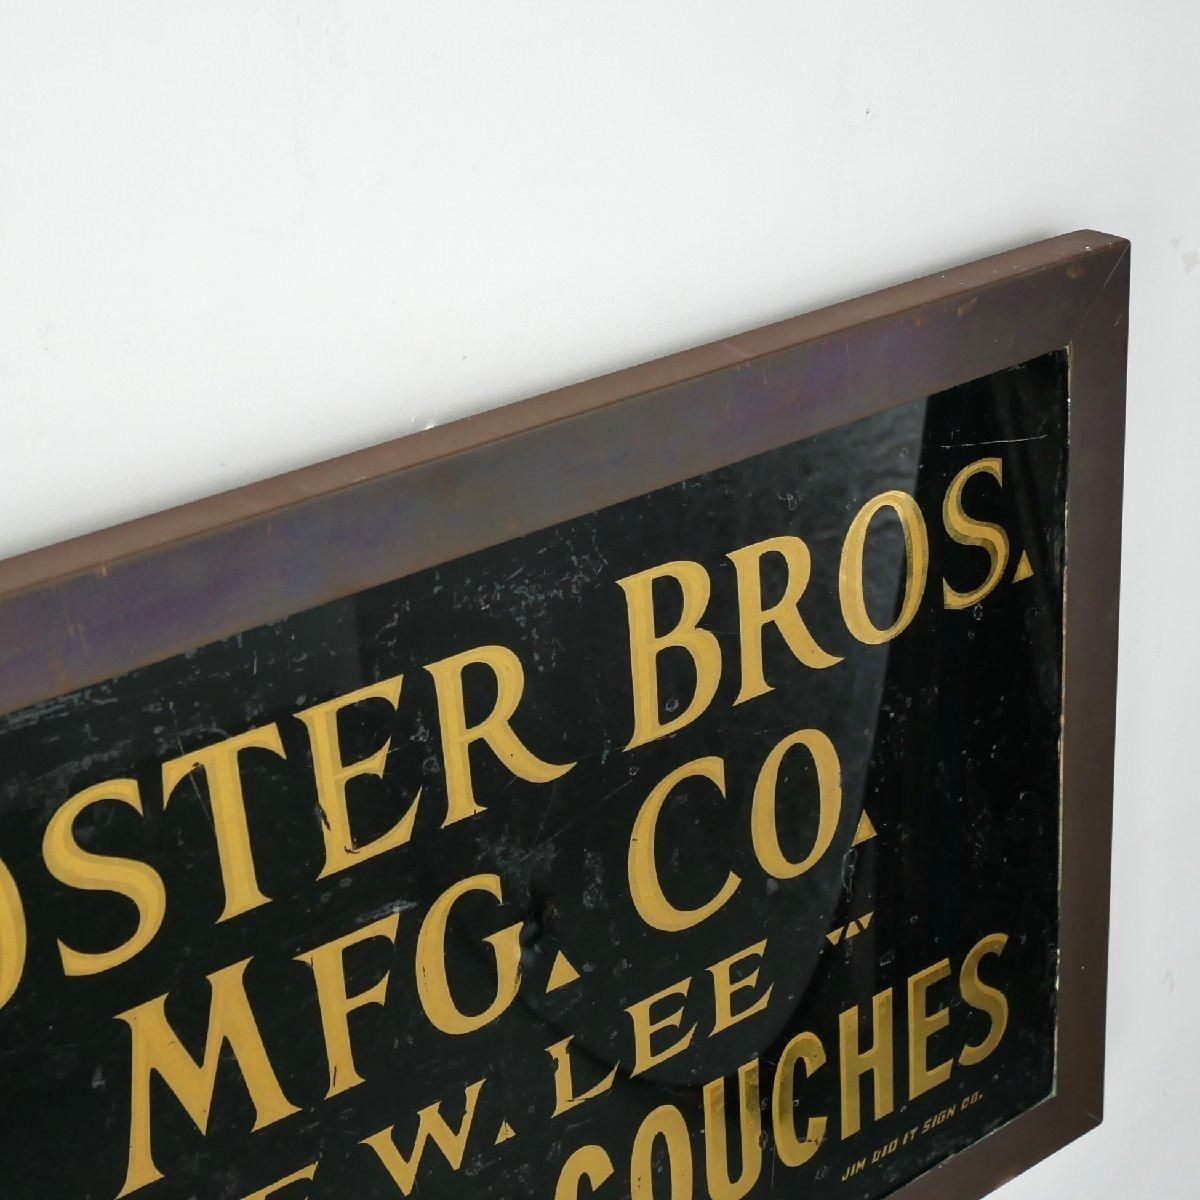 OSTER BROS.
MFG. CO.
W. LEE
COUCHES
JIM DID IT SIGN CO.